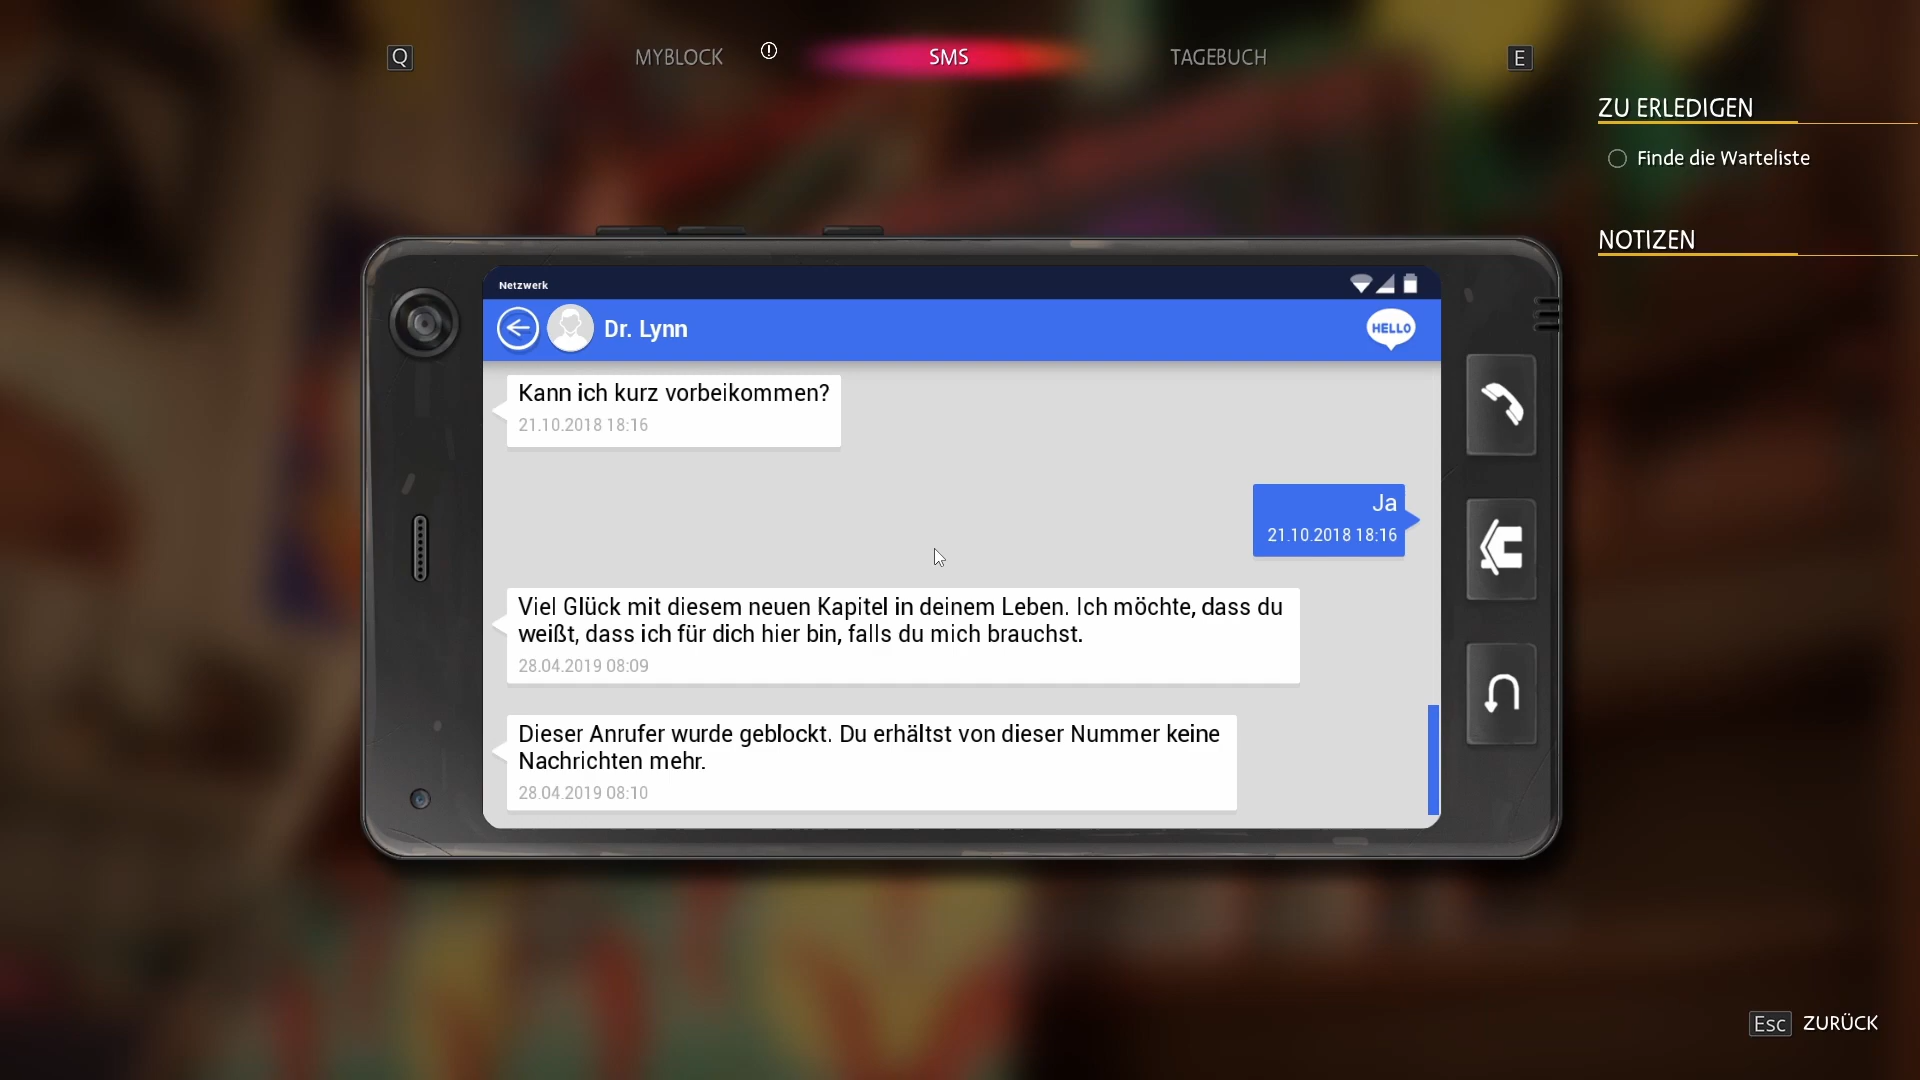 Q
MYBLOCK
SMS
TAGEBUCH
E
ZU ERLEDIGEN
Finde die Warteliste
NOTIZEN
Netzwerk
Dr. Lynn
HELLO
Kann ich kurz vorbeikommen?
21.10.2018 18:16
Ja
21.10.2018 18:16
Viel Glück mit diesem neuen Kapitel in deinem Leben. Ich möchte, dass du
weißt, dass ich für dich hier bin, falls du mich brauchst.
28.04.2019 08:09
Dieser Anrufer wurde geblockt. Du erhältst von dieser Nummer keine
Nachrichten mehr.
28.04.2019 08:10
Esc ZURÜCK